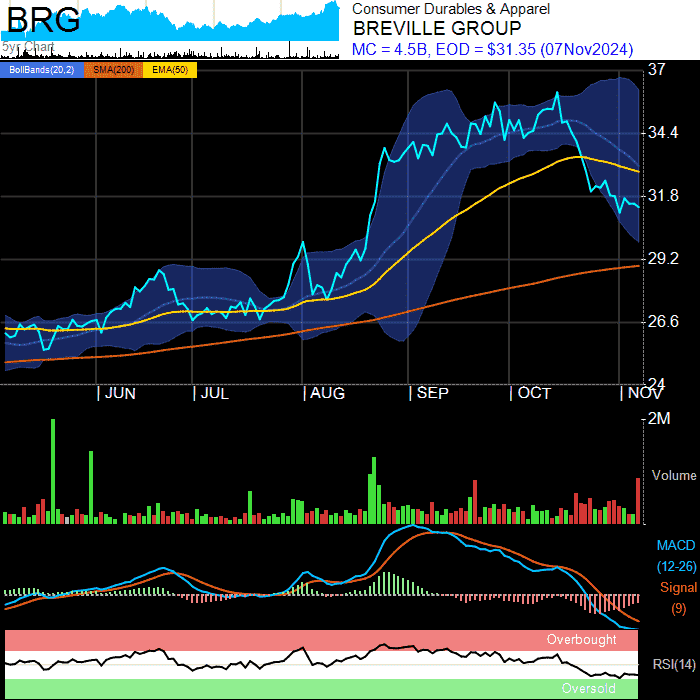 BRG
5yr Chart
Consumer Durables & Apparel
BREVILLE GROUP
MC = 4.5B, EOD = $31.35 (07Nov2024)
BollBands(20,2) SMA(200) EMA(50)
37
34.4
31.8
29.2
26.6
24
JUN JUL AUG SEP OCT NOV
2M
Volume
MACD
(12-26)
Signal
(9)
Overbought
RSI(14)
Oversold